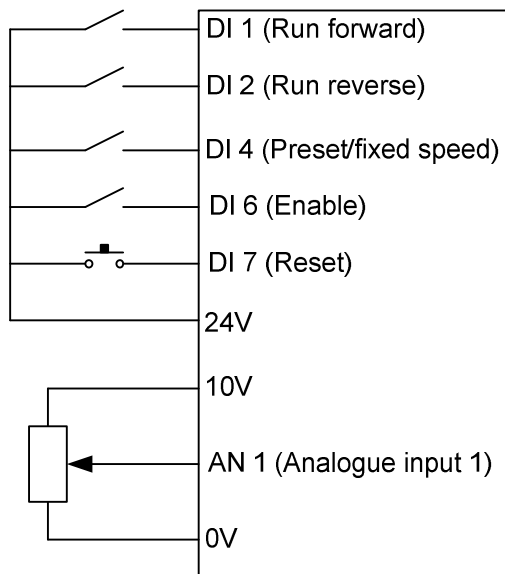 DI 1 (Run forward)
DI 2 (Run reverse)
DI 4 (Preset/fixed speed)
DI 6 (Enable)
DI 7 (Reset)
24V
10V
AN 1 (Analogue input 1)
0V